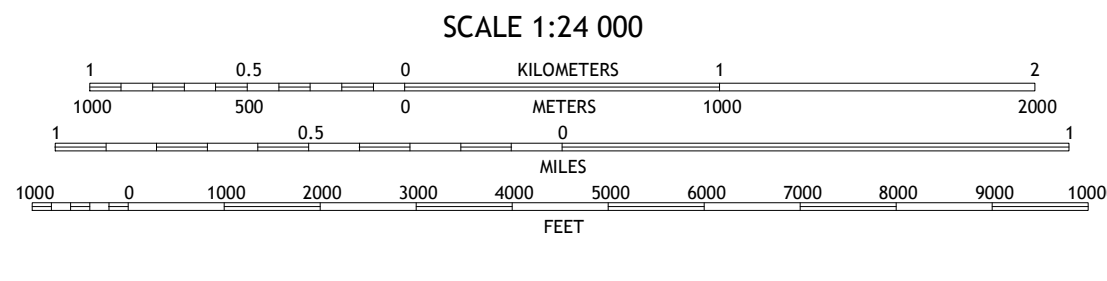 SCALE 1:24 000
1 0.5 0 KILOMETERS 1 2
1000 500 0 METERS 1000 2000
1 0.5 0 1
MILES
1000 0 1000 2000 3000 4000 5000 6000 7000 8000 9000 1000
FEET